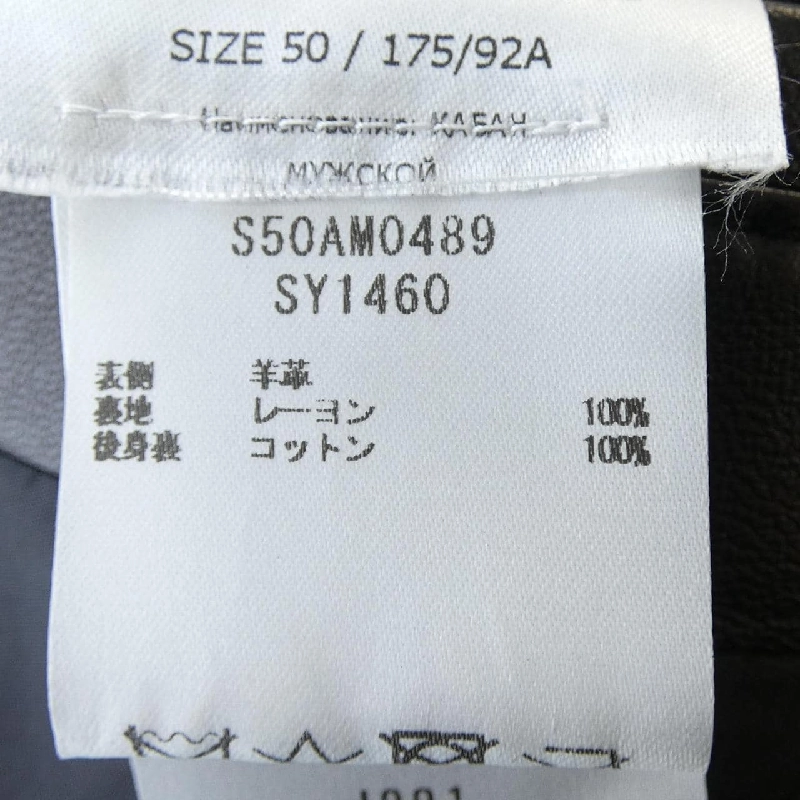 SIZE 50 / 175/92A
Наименование: КАБАН
МУЖСКОЙ
S50AM0489
SY1460
表側 羊革
裏地 レーヨン 100%
後身裏 コットン 100%